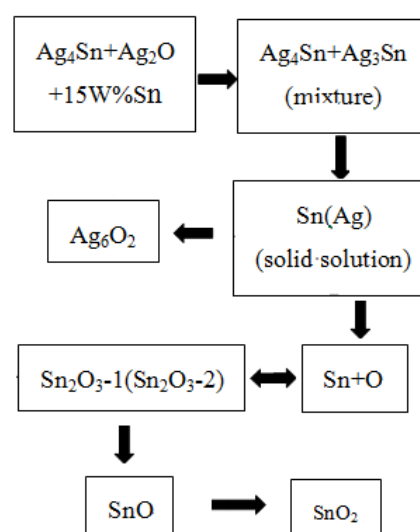 Ag₄Sn+Ag₂O
+15W%Sn
Ag₄Sn+Ag₃Sn
(mixture)
Sn(Ag)
(solid·solution)
Ag₆O₂
Sn₂O₃-1(Sn₂O₃-2)
Sn+O
SnO
SnO₂